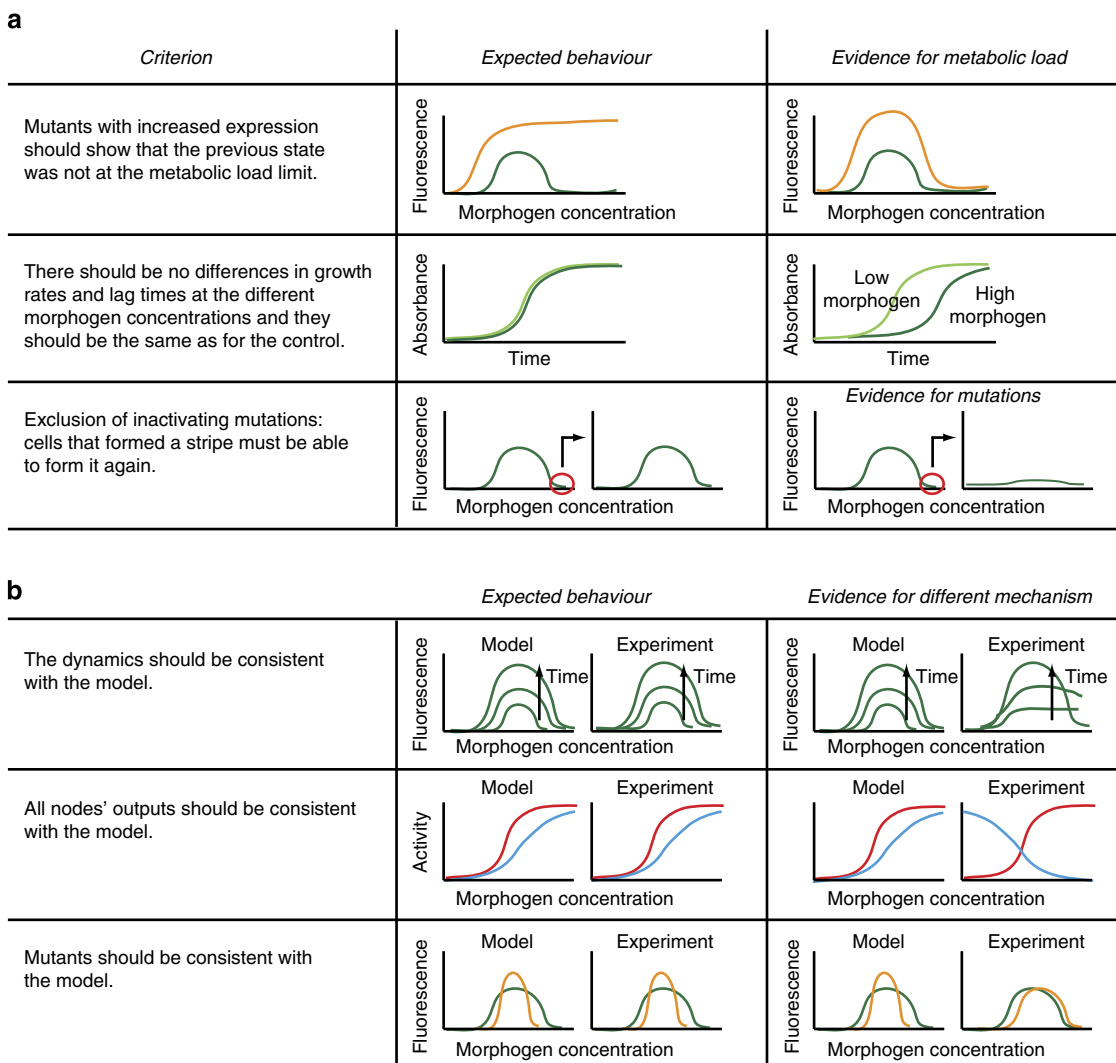 a
Criterion
Expected behaviour
Evidence for metabolic load
Mutants with increased expression
should show that the previous state
was not at the metabolic load limit.
Fluorescence
Morphogen concentration
Fluorescence
Morphogen concentration
There should be no differences in growth
rates and lag times at the different
morphogen concentrations and they
should be the same as for the control.
Absorbance
Time
Absorbance
Low
morphogen
High
morphogen
Time
Exclusion of inactivating mutations:
cells that formed a stripe must be able
to form it again.
Fluorescence
Morphogen concentration
Evidence for mutations
Fluorescence
Morphogen concentration
b
Expected behaviour
Evidence for different mechanism
The dynamics should be consistent
with the model.
Fluorescence
Model
Time
Experiment
Time
Morphogen concentration
Fluorescence
Model
Time
Experiment
Time
Morphogen concentration
All nodes' outputs should be consistent
with the model.
Activity
Model
Experiment
Morphogen concentration
Model
Experiment
Morphogen concentration
Mutants should be consistent with
the model.
Fluorescence
Model
Experiment
Morphogen concentration
Fluorescence
Model
Experiment
Morphogen concentration